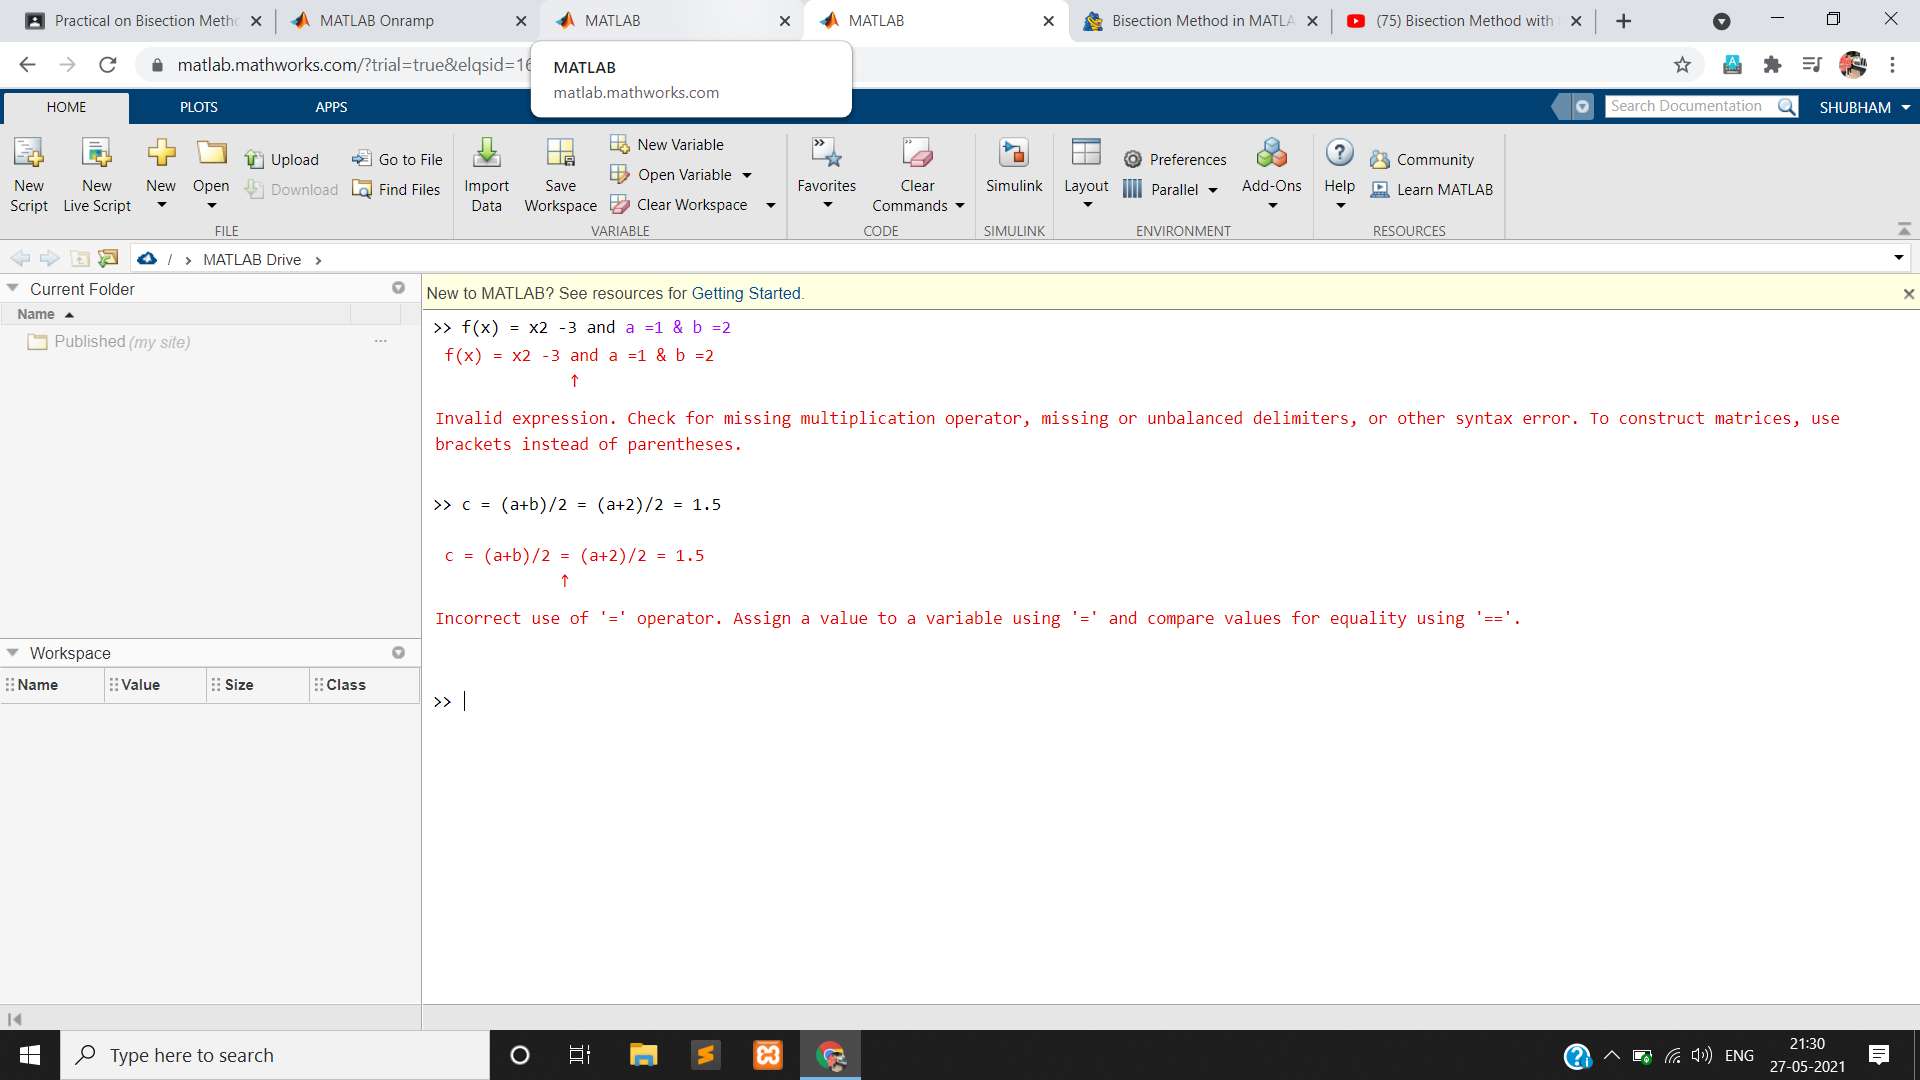 Practical on Bisection Metho
MATLAB Onramp
MATLAB
MATLAB
Bisection Method in MATLA
(75) Bisection Method with
matlab.mathworks.com/?trial=true&elqsid=16
MATLAB
matlab.mathworks.com
HOME
PLOTS
APPS
Search Documentation
SHUBHAM
New Script
New Live Script
New
Open
Upload
Download
Go to File
Find Files
FILE
Import Data
Save Workspace
New Variable
Open Variable
Clear Workspace
VARIABLE
Favorites
Clear Commands
CODE
Simulink
SIMULINK
Layout
Preferences
Parallel
Add-Ons
ENVIRONMENT
Help
Community
Learn MATLAB
RESOURCES
/ > MATLAB Drive >
Current Folder
Name
Published (my site)
New to MATLAB? See resources for Getting Started.
>> f(x) = x2 -3 and a =1 & b =2
f(x) = x2 -3 and a =1 & b =2
↑
Invalid expression. Check for missing multiplication operator, missing or unbalanced delimiters, or other syntax error. To construct matrices, use
brackets instead of parentheses.
>> c = (a+b)/2 = (a+2)/2 = 1.5
c = (a+b)/2 = (a+2)/2 = 1.5
↑
Incorrect use of '=' operator. Assign a value to a variable using '=' and compare values for equality using '=='.
>>
Workspace
Name Value Size Class
Type here to search
ENG
21:30
27-05-2021